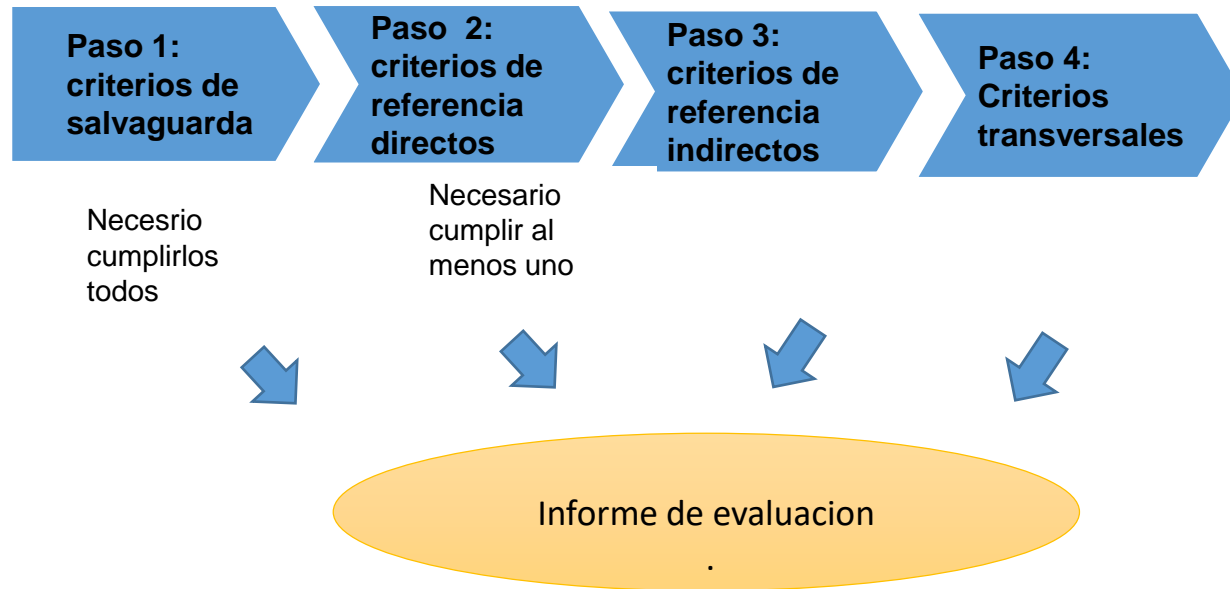 Paso 1:
criterios de
salvaguarda
Paso 2:
criterios de
referencia
directos
Paso 3:
criterios de
referencia
indirectos
Paso 4:
Criterios
transversales
Necesrio
cumplirlos
todos
Necesario
cumplir al
menos uno
Informe de evaluacion
.